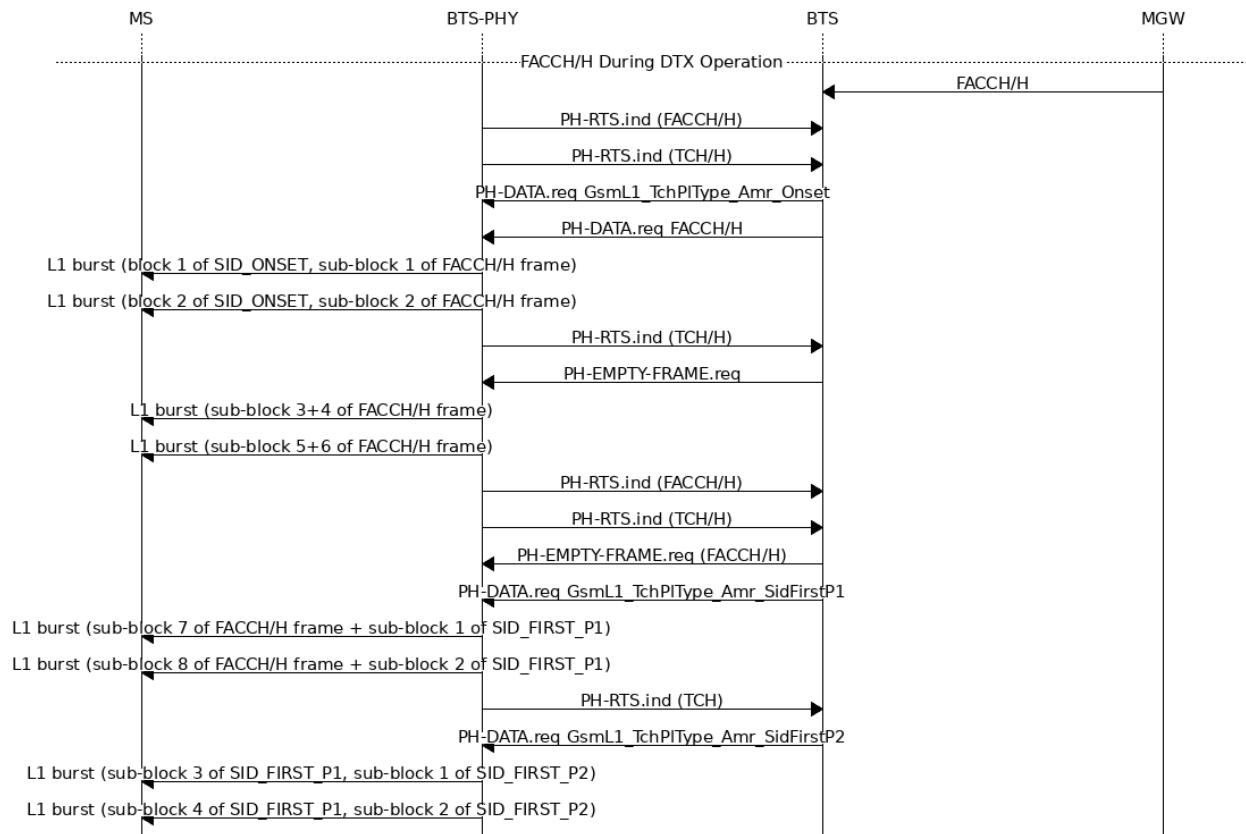 MS BTS-PHY BTS MGW
FACCH/H During DTX Operation
FACCH/H
PH-RTS.ind (FACCH/H)
PH-RTS.ind (TCH/H)
PH-DATA.req GsmL1_TchPlType_Amr_Onset
PH-DATA.req FACCH/H
L1 burst (block 1 of SID_ONSET, sub-block 1 of FACCH/H frame)
L1 burst (block 2 of SID_ONSET, sub-block 2 of FACCH/H frame)
PH-RTS.ind (TCH/H)
PH-EMPTY-FRAME.req
L1 burst (sub-block 3+4 of FACCH/H frame)
L1 burst (sub-block 5+6 of FACCH/H frame)
PH-RTS.ind (FACCH/H)
PH-RTS.ind (TCH/H)
PH-EMPTY-FRAME.req (FACCH/H)
PH-DATA.req GsmL1_TchPlType_Amr_SidFirstP1
L1 burst (sub-block 7 of FACCH/H frame + sub-block 1 of SID_FIRST_P1)
L1 burst (sub-block 8 of FACCH/H frame + sub-block 2 of SID_FIRST_P1)
PH-RTS.ind (TCH)
PH-DATA.req GsmL1_TchPlType_Amr_SidFirstP2
L1 burst (sub-block 3 of SID_FIRST_P1, sub-block 1 of SID_FIRST_P2)
L1 burst (sub-block 4 of SID_FIRST_P1, sub-block 2 of SID_FIRST_P2)